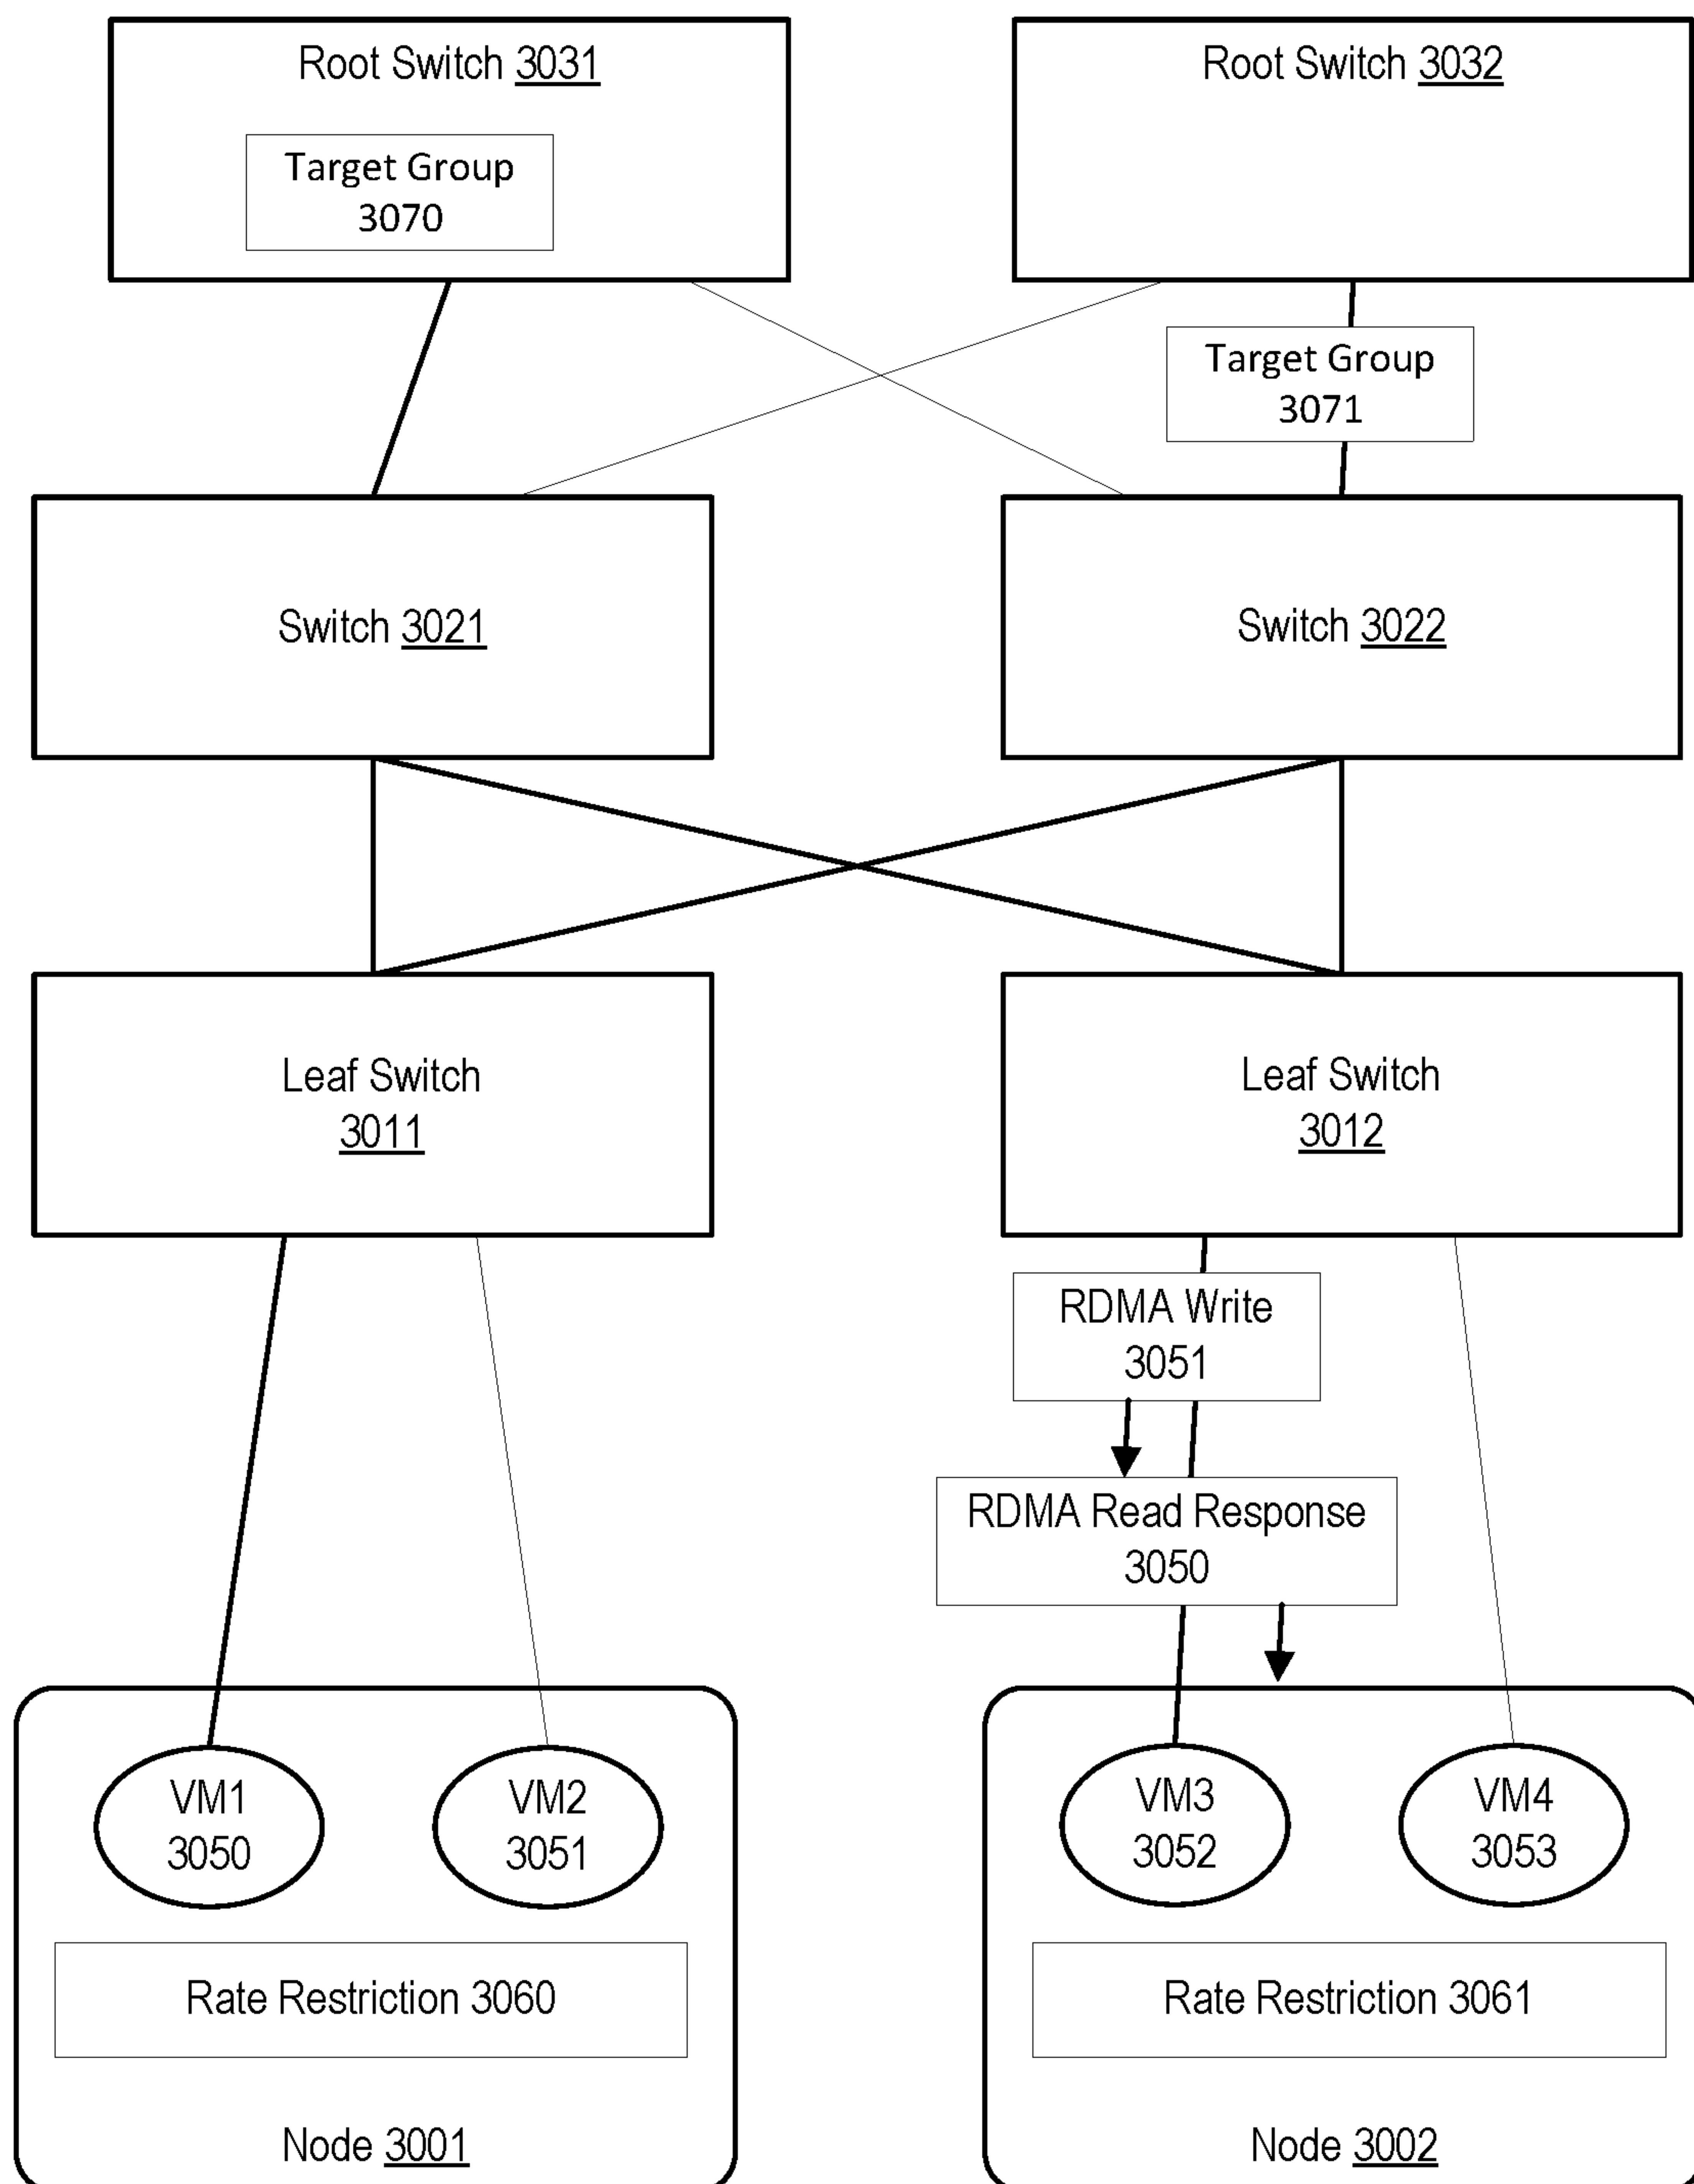 Root Switch 3031
Root Switch 3032
Target Group
3070
Target Group
3071
Switch 3021
Switch 3022
Leaf Switch
3011
Leaf Switch
3012
RDMA Write
3051
RDMA Read Response
3050
VM1
3050
VM2
3051
VM3
3052
VM4
3053
Rate Restriction 3060
Rate Restriction 3061
Node 3001
Node 3002